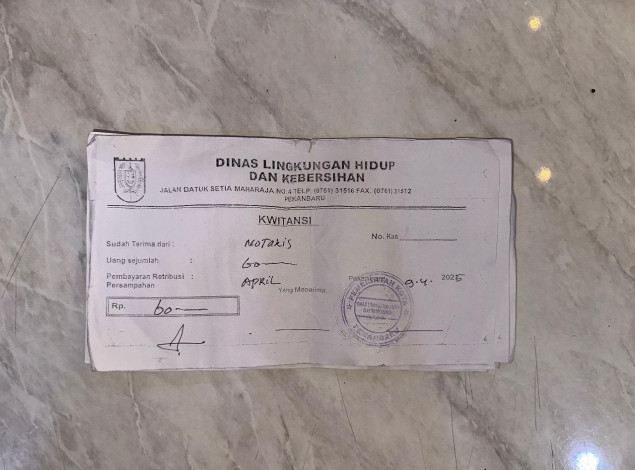 DINAS LINGKUNGAN HIDUP
DAN KEBERSIHAN
JALAN DATUK SETIA MAHARAJA NO.4 TELP. (0761) 31516 FAX. (0761) 31512
PEKANBARU
KWITANSI
No. Kas
Sudah Terima dari : NOTARIS
Uang sejumlah : 60
Pembayaran Retribusi : APRIL
Persampahan
9.4. 2025
Yang Menerima
Rp. 60
PEMERINTAH KOTA
PEKANBARU